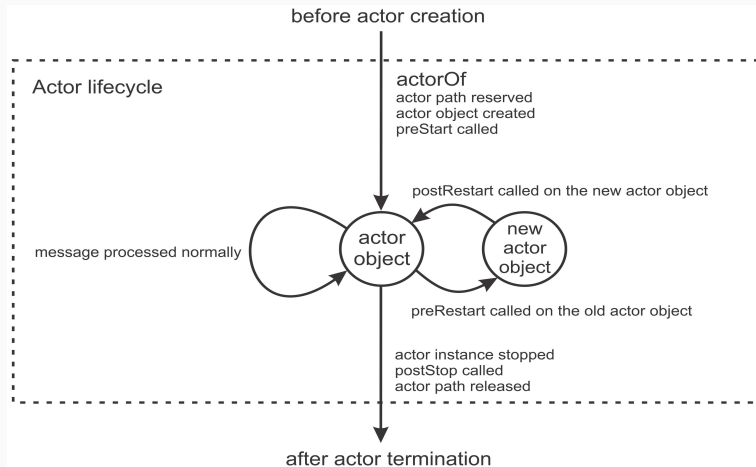 before actor creation
Actor lifecycle
actorOf
actor path reserved
actor object created
preStart called
postRestart called on the new actor object
message processed normally
actor
object
new
actor
object
preRestart called on the old actor object
actor instance stopped
postStop called
actor path released
after actor termination